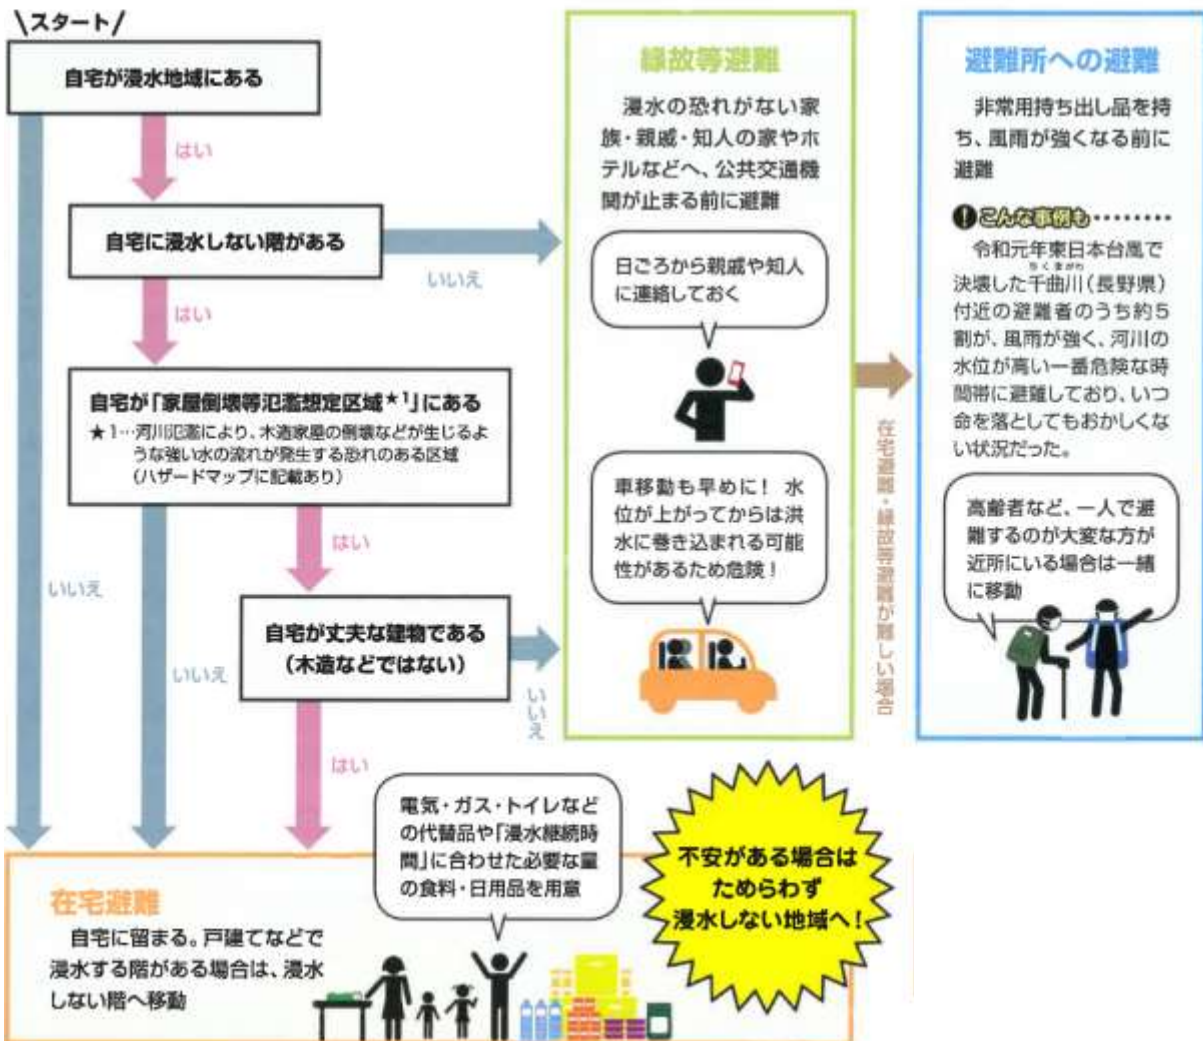 \スタート/
自宅が浸水地域にある
はい
自宅に浸水しない階がある
いいえ
はい
自宅が「家屋倒壊等氾濫想定区域★1」にある
★1…河川氾濫により、木造家屋の倒壊などが生じるよ
うな強い水の流れが発生する恐れのある区域
(ハザードマップに記載あり)
はい
いいえ
いいえ
自宅が丈夫な建物である
(木造などではない)
いいえ
はい
縁故等避難
浸水の恐れがない家
族・親戚・知人の家やホ
テルなどへ、公共交通機
関が止まる前に避難
日ごろから親戚や知人
に連絡しておく
車移動も早めに! 水
位が上がってからは洪
水に巻き込まれる可能
性があるため危険!
在宅避難・縁故等避難が難しい場合
避難所への避難
非常用持ち出し品を持
ち、風雨が強くなる前に
避難
!こんな事例も………
令和元年東日本台風で
ちくまがわ
決壊した千曲川(長野県)
付近の避難者のうち約5
割が、風雨が強く、河川の
水位が高い一番危険な時
間帯に避難しており、いつ
命を落としてもおかしくな
い状況だった。
高齢者など、一人で避
難するのが大変な方が
近所にいる場合は一緒
に移動
在宅避難
自宅に留まる。戸建てなどで
浸水する階がある場合は、浸水
しない階へ移動
電気・ガス・トイレなど
の代替品や「浸水継続時
間」に合わせた必要な量
の食料・日用品を用意
不安がある場合は
ためらわず
浸水しない地域へ!